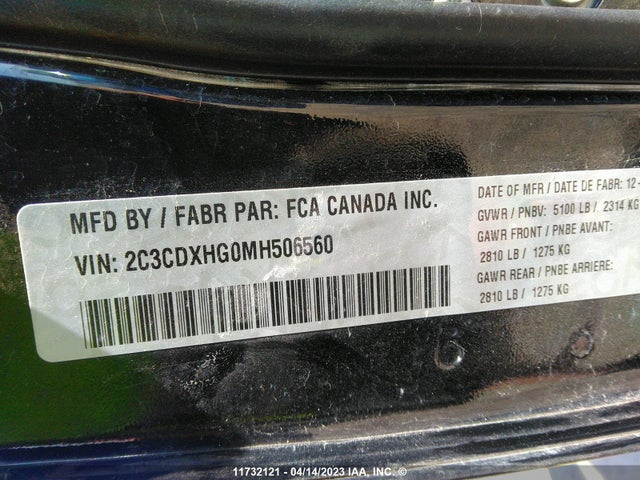 MFD BY / FABR PAR: FCA CANADA INC.
VIN: 2C3CDXHG0MH506560
DATE OF MFR / DATE DE FABR: 12-
GVWR / PNBV: 5100 LB / 2314 KG
GAWR FRONT / PNBE AVANT:
2810 LB / 1275 KG
GAWR REAR / PNBE ARRIERE:
2810 LB / 1275 KG
11732121 - 04/14/2023 IAA, INC. ©